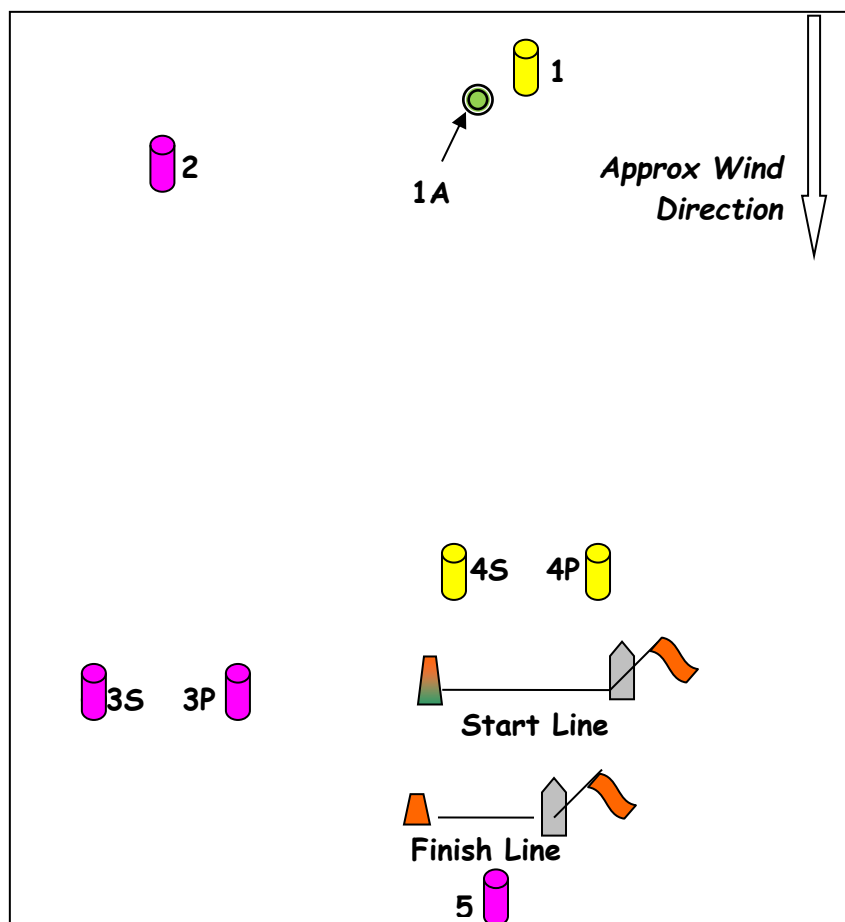 1
2
1A
Approx Wind
Direction
4S
4P
3S
3P
Start Line
Finish Line
5